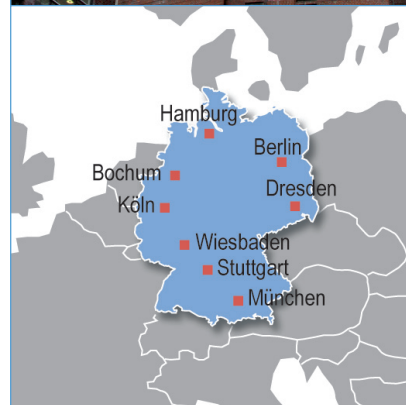 Hamburg
Berlin
Bochum
Dresden
Köln
Wiesbaden
Stuttgart
München